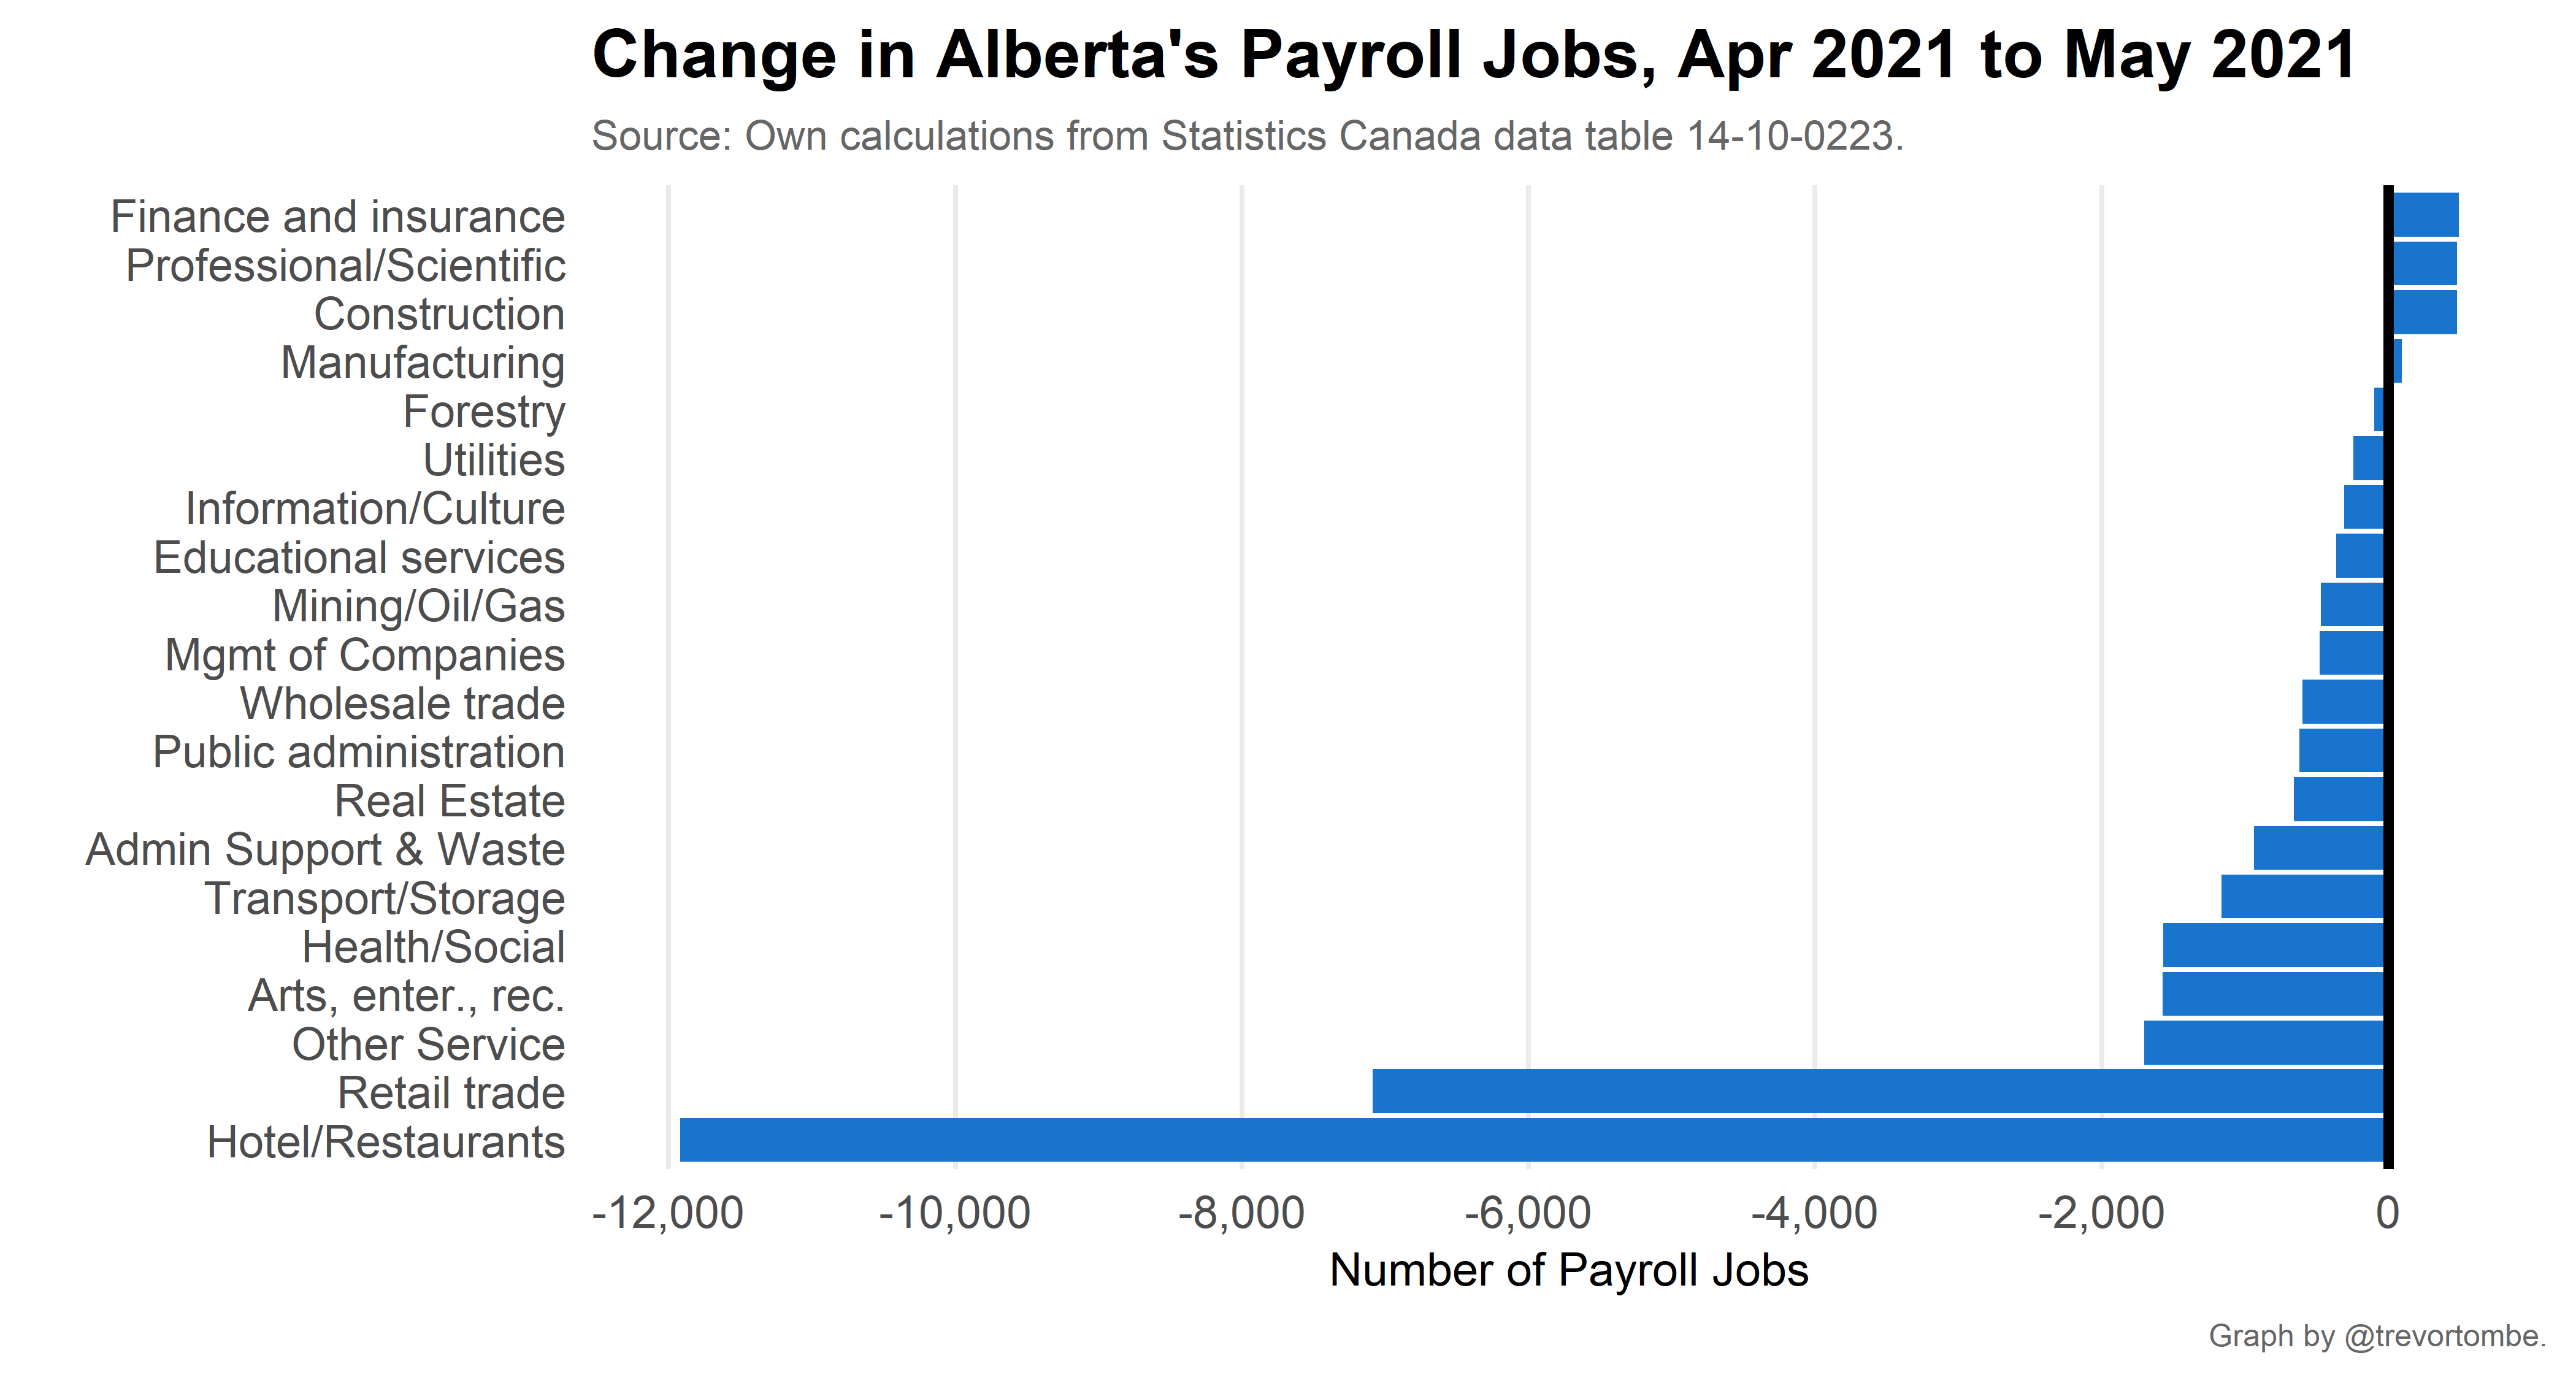 Change in Alberta's Payroll Jobs, Apr 2021 to May 2021
Source: Own calculations from Statistics Canada data table 14-10-0223.
Finance and insurance
Professional/Scientific
Construction
Manufacturing
Forestry
Utilities
Information/Culture
Educational services
Mining/Oil/Gas
Mgmt of Companies
Wholesale trade
Public administration
Real Estate
Admin Support & Waste
Transport/Storage
Health/Social
Arts, enter., rec.
Other Service
Retail trade
Hotel/Restaurants
-12,000 -10,000 -8,000 -6,000 -4,000 -2,000 0
Number of Payroll Jobs
Graph by @trevortombe.